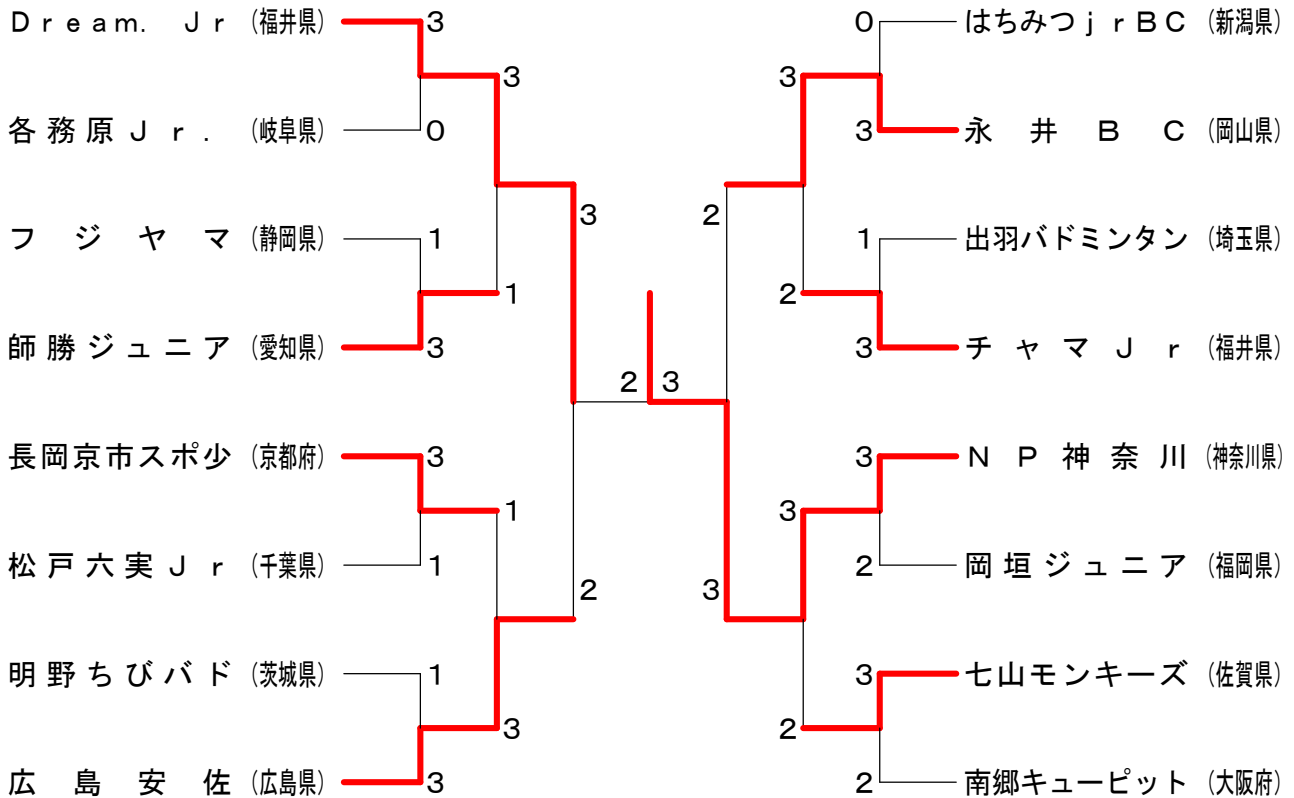 Ｄｒｅａｍ．　Ｊｒ（福井県） 3
各務原Ｊｒ．（岐阜県） 0
フジヤマ（静岡県） 1
師勝ジュニア（愛知県） 3
長岡京市スポ少（京都府） 3
松戸六実Ｊｒ（千葉県） 1
明野ちびバド（茨城県） 1
広島安佐（広島県） 3
3
1
1
3
3
2
2 3
2
3
3
2
3
2
0 はちみつｊｒＢＣ（新潟県）
3 永井ＢＣ（岡山県）
1 出羽バドミンタン（埼玉県）
3 チャマＪｒ（福井県）
3 ＮＰ神奈川（神奈川県）
2 岡垣ジュニア（福岡県）
3 七山モンキーズ（佐賀県）
2 南郷キューピット（大阪府）